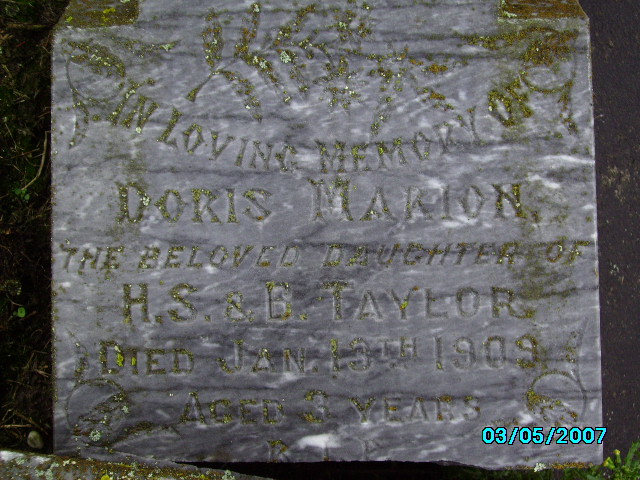 IN LOVING MEMORY OF
DORIS MARION,
THE BELOVED DAUGHTER OF
H.S. & B. TAYLOR.
DIED JAN. 13TH 1909
AGED 3 YEARS
R.I.P.
03/05/2007